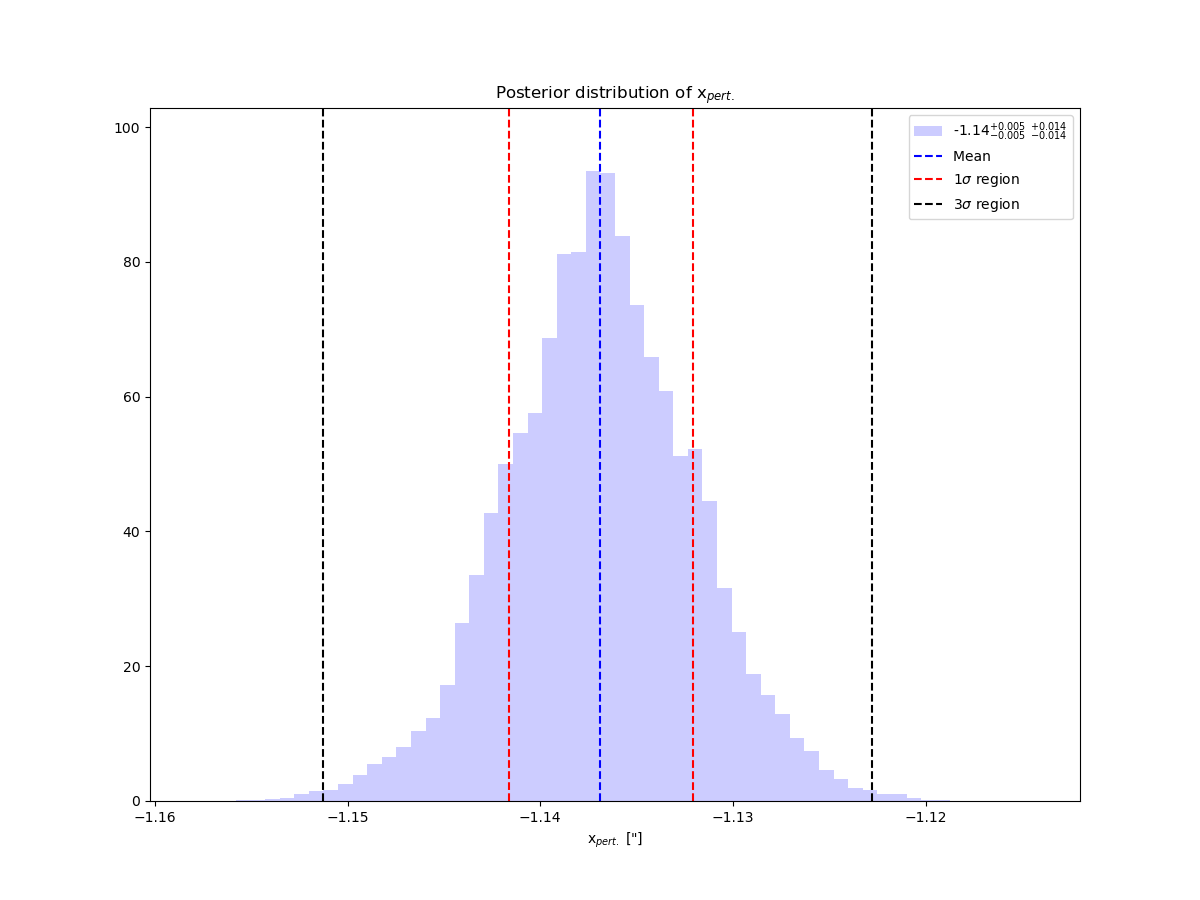 Posterior distribution of x_pert.
100
80
60
40
20
0
-1.14 +0.005 +0.014
−0.005 −0.014
Mean
1σ region
3σ region
−1.16 −1.15 −1.14 −1.13 −1.12
x_pert. ["]